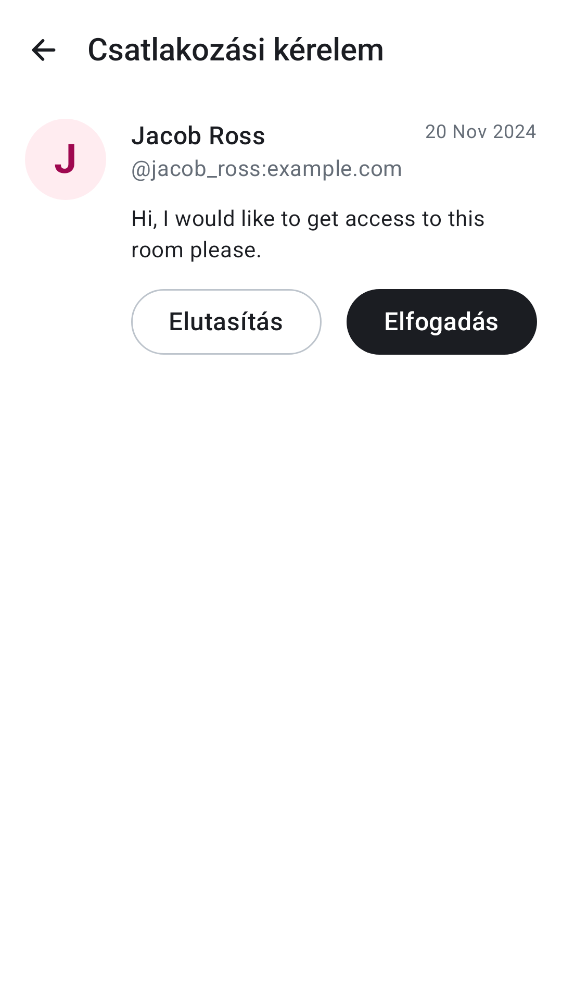 Csatlakozási kérelem
J
Jacob Ross
20 Nov 2024
@jacob_ross:example.com
Hi, I would like to get access to this
room please.
Elutasítás
Elfogadás